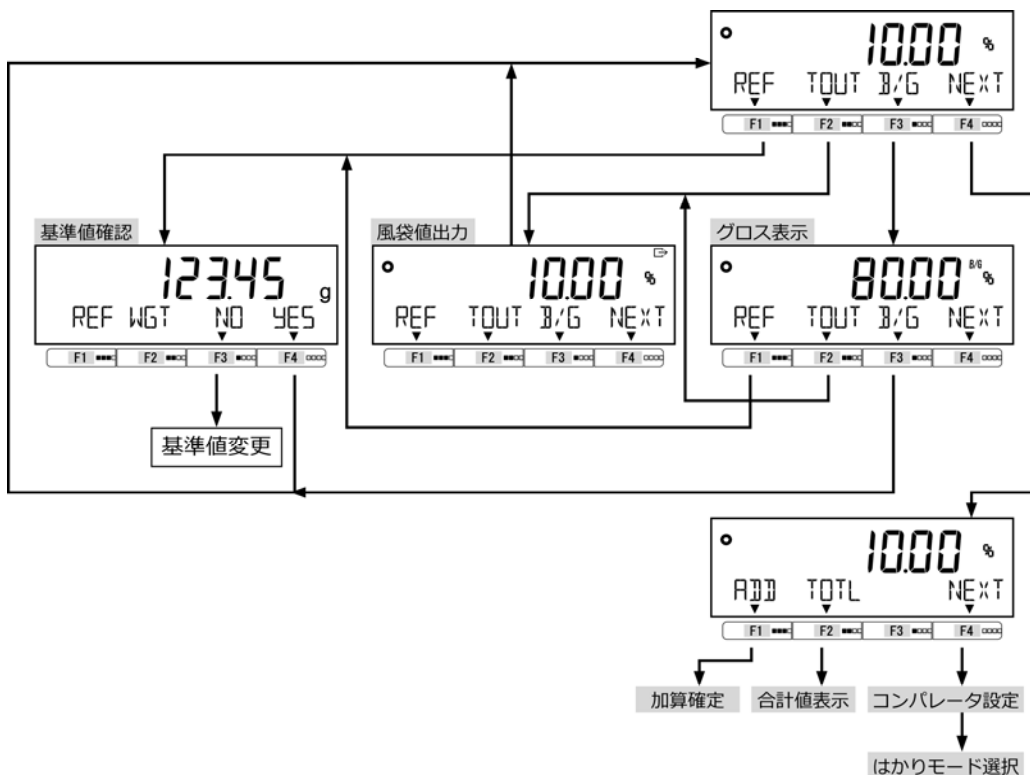 10.00 %
REF TOUT B/G NEXT
F1 F2 F3 F4
基準値確認
123.45 g
REF WGT NO YES
F1 F2 F3 F4
基準値変更
風袋値出力
10.00 %
REF TOUT B/G NEXT
F1 F2 F3 F4
グロス表示
80.00 B/G %
REF TOUT B/G NEXT
F1 F2 F3 F4
10.00 %
ADD TOTL NEXT
F1 F2 F3 F4
加算確定
合計値表示
コンパレータ設定
はかりモード選択